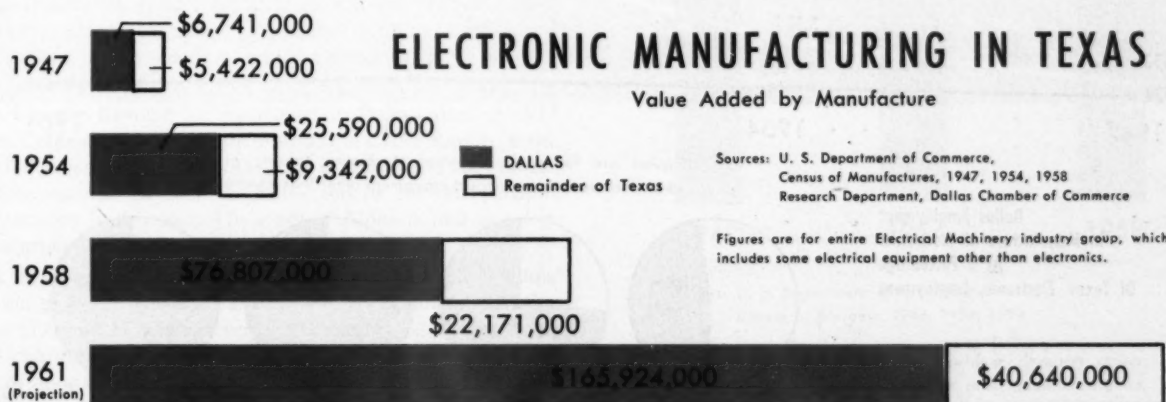 ELECTRONIC MANUFACTURING IN TEXAS
Value Added by Manufacture
1947
$6,741,000
$5,422,000
1954
$25,590,000
$9,342,000
DALLAS
Remainder of Texas
Sources: U. S. Department of Commerce,
Census of Manufactures, 1947, 1954, 1958
Research Department, Dallas Chamber of Commerce
Figures are for entire Electrical Machinery industry group, which
includes some electrical equipment other than electronics.
1958
$76,807,000
$22,171,000
1961
(Projection)
$165,924,000
$40,640,000